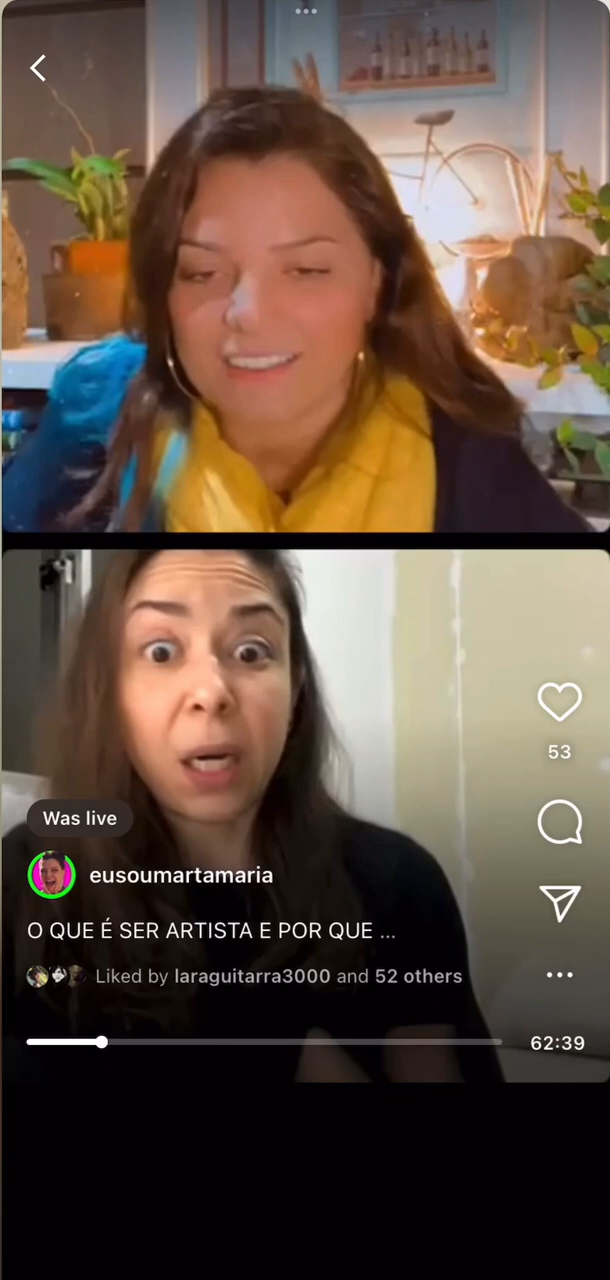 Was live
eusoumartamaria
O QUE É SER ARTISTA E POR QUE ...
Liked by laraguitarra3000 and 52 others
53
62:39